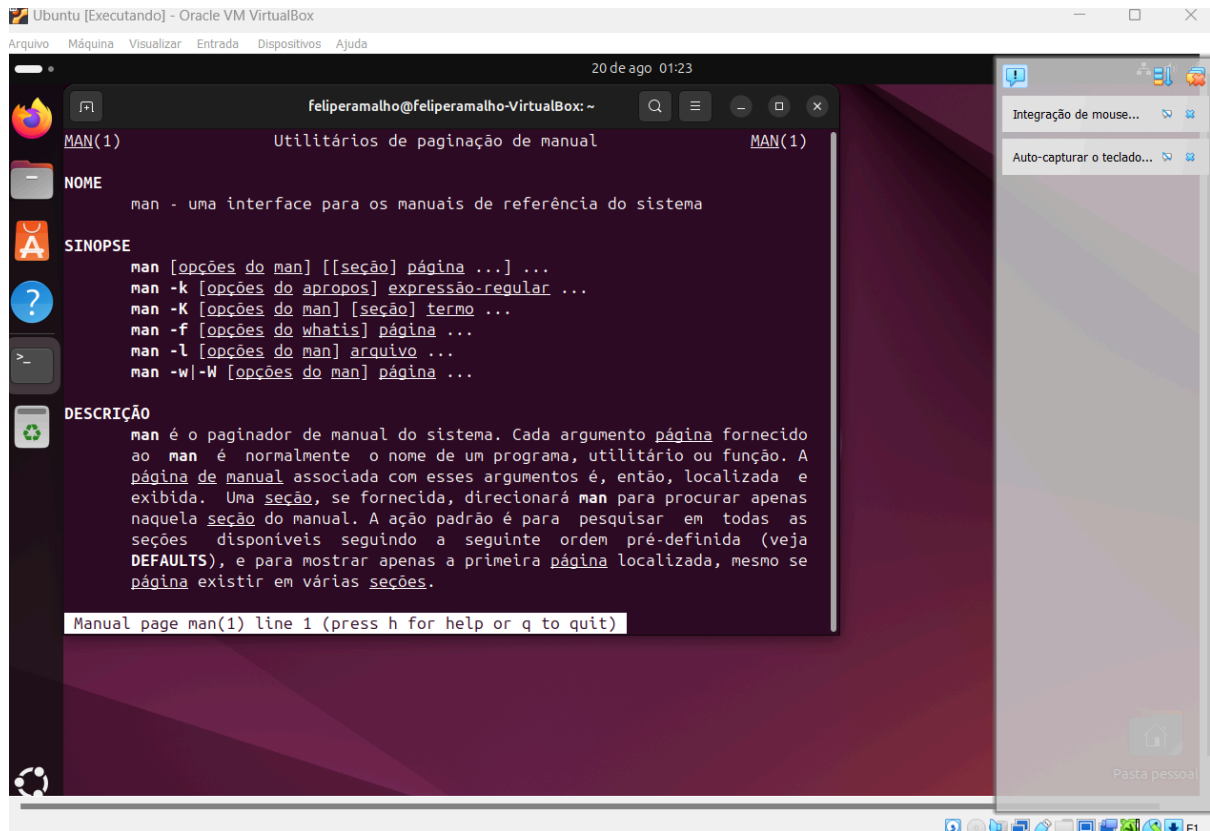 Ubuntu [Executando] - Oracle VM VirtualBox
Arquivo Máquina Visualizar Entrada Dispositivos Ajuda
20 de ago 01:23
feliperamalho@feliperamalho-VirtualBox: ~
Integração de mouse...
Auto-capturar o teclado...
MAN(1) Utilitários de paginação de manual MAN(1)
NOME
man - uma interface para os manuais de referência do sistema
SINOPSE
man [opções do man] [[seção] página ...] ...
man -k [opções do apropos] expressão-regular ...
man -K [opções do man] [seção] termo ...
man -f [opções do whatis] página ...
man -l [opções do man] arquivo ...
man -w|-W [opções do man] página ...
DESCRIÇÃO
man é o paginador de manual do sistema. Cada argumento página fornecido
ao man é normalmente o nome de um programa, utilitário ou função. A
página de manual associada com esses argumentos é, então, localizada e
exibida. Uma seção, se fornecida, direcionará man para procurar apenas
naquela seção do manual. A ação padrão é para pesquisar em todas as
seções disponíveis seguindo a seguinte ordem pré-definida (veja
DEFAULTS), e para mostrar apenas a primeira página localizada, mesmo se
página existir em várias seções.
Manual page man(1) line 1 (press h for help or q to quit)
Pasta pessoal